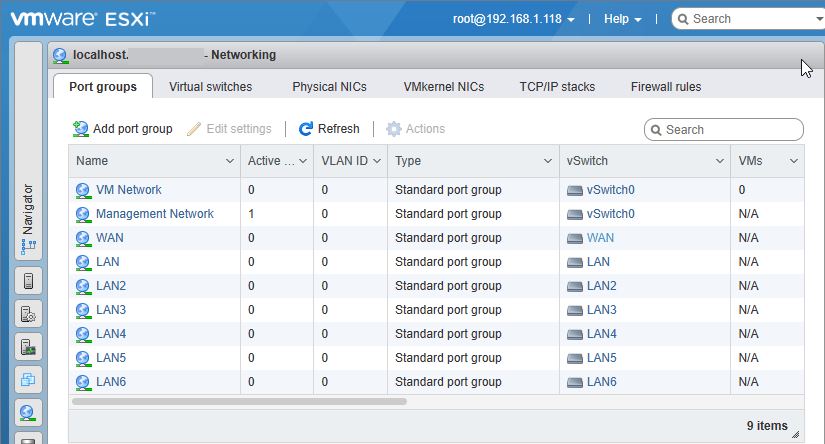 vmware ESXi™ root@192.168.1.118 | Help | Search
localhost. - Networking
Port groups Virtual switches Physical NICs VMkernel NICs TCP/IP stacks Firewall rules
Add port group Edit settings | Refresh | Actions Search
Name Active ... VLAN ID Type vSwitch VMs
VM Network 0 0 Standard port group vSwitch0 0
Management Network 1 0 Standard port group vSwitch0 N/A
WAN 0 0 Standard port group WAN N/A
LAN 0 0 Standard port group LAN N/A
LAN2 0 0 Standard port group LAN2 N/A
LAN3 0 0 Standard port group LAN3 N/A
LAN4 0 0 Standard port group LAN4 N/A
LAN5 0 0 Standard port group LAN5 N/A
LAN6 0 0 Standard port group LAN6 N/A
9 items
Navigator